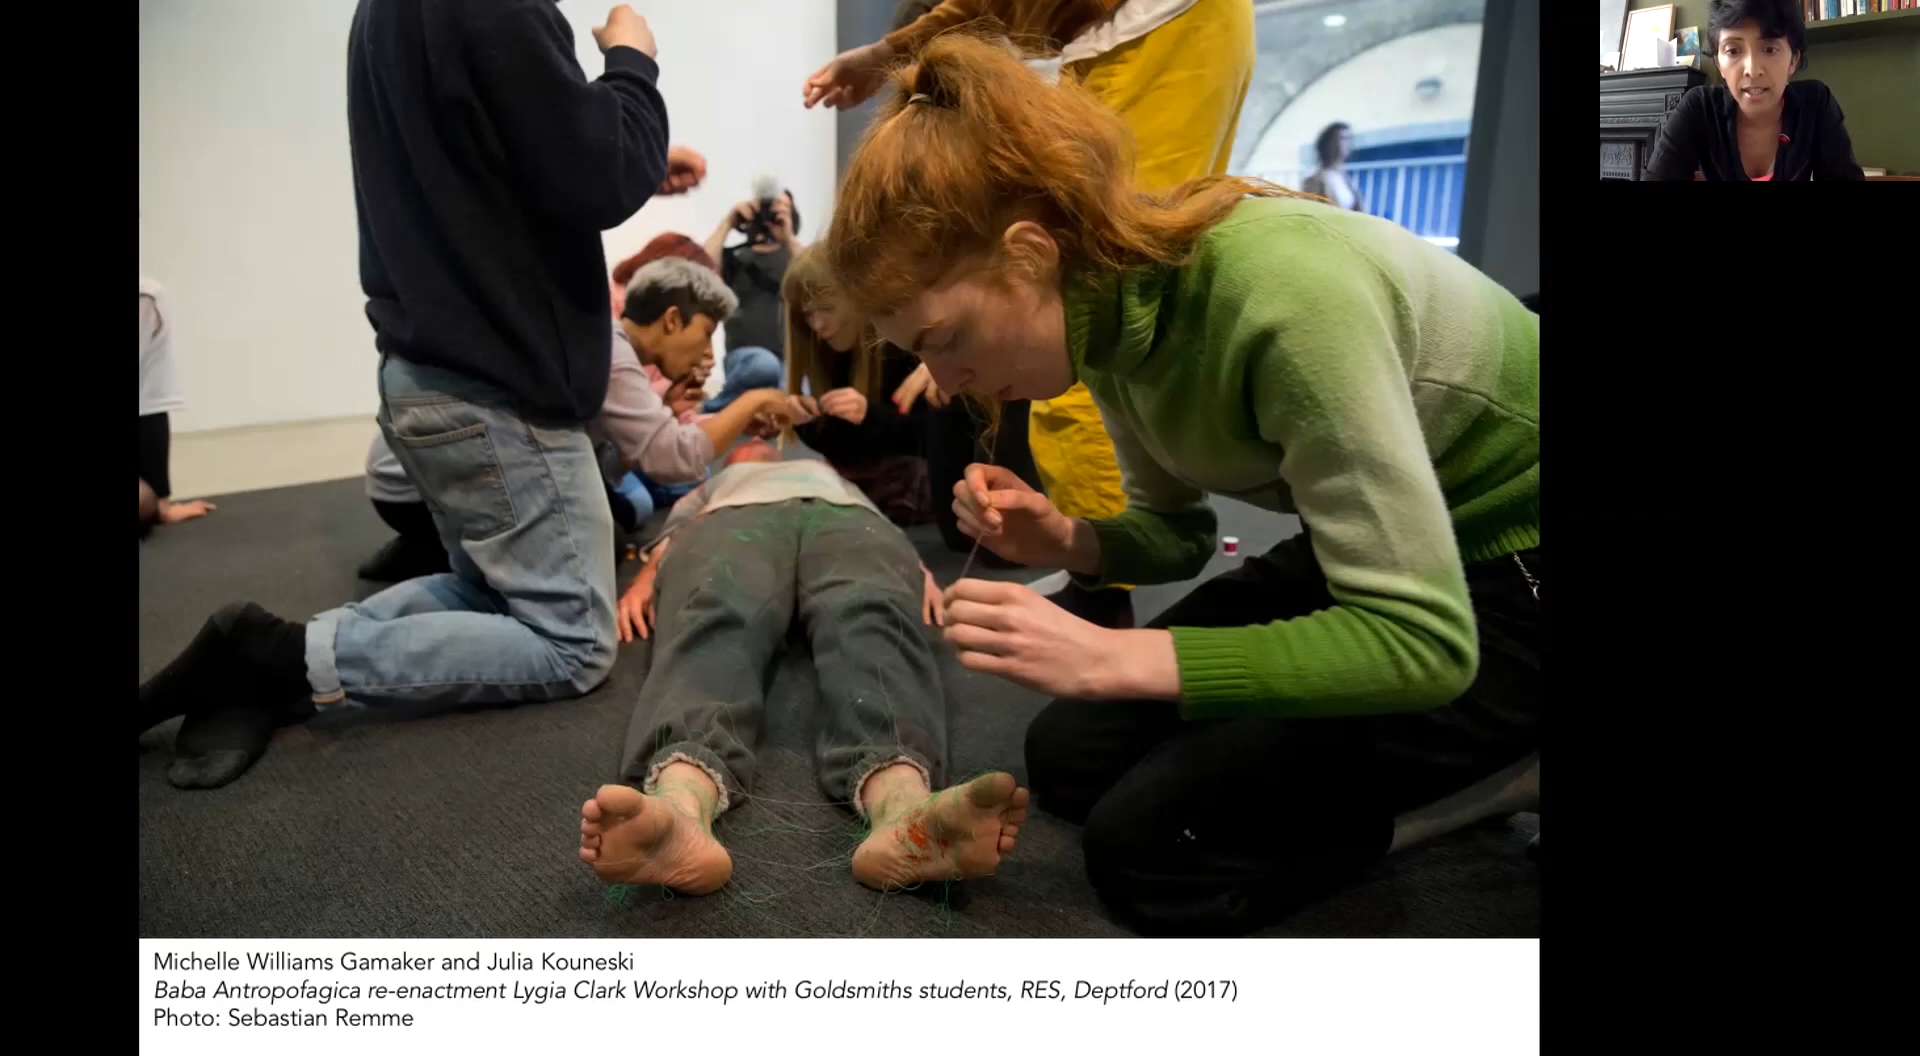 Michelle Williams Gamaker and Julia Kouneski
Baba Antropofagica re-enactment Lygia Clark Workshop with Goldsmiths students, RES, Deptford (2017)
Photo: Sebastian Remme